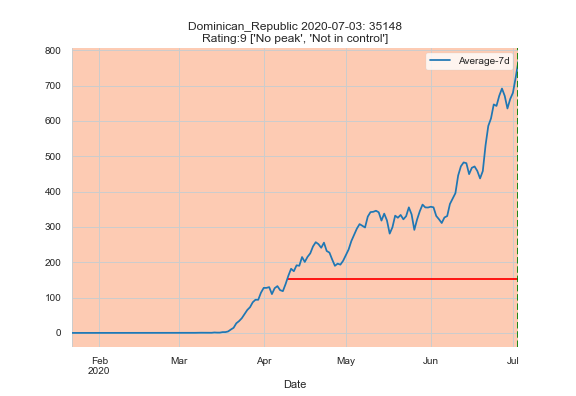 Dominican_Republic 2020-07-03: 35148
Rating:9 ['No peak', 'Not in control']
Average-7d
800
700
600
500
400
300
200
100
0
Feb Mar Apr May Jun Jul
2020
Date